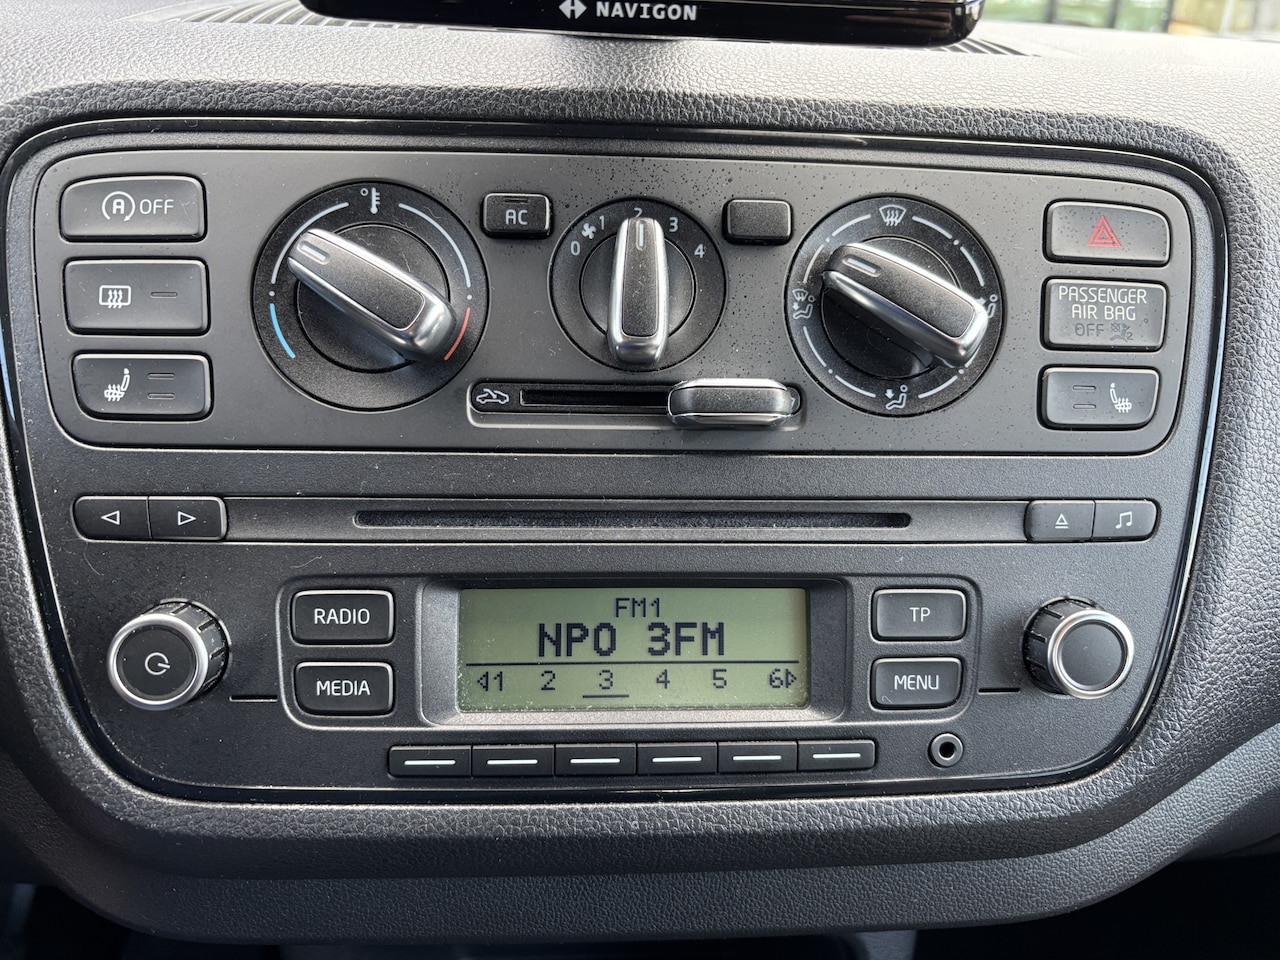 NAVIGON
A OFF
AC
0 1 2 3 4
PASSENGER
AIR BAG
OFF 2
RADIO
MEDIA
FM1
NPO 3FM
1 2 3 4 5 6
TP
MENU